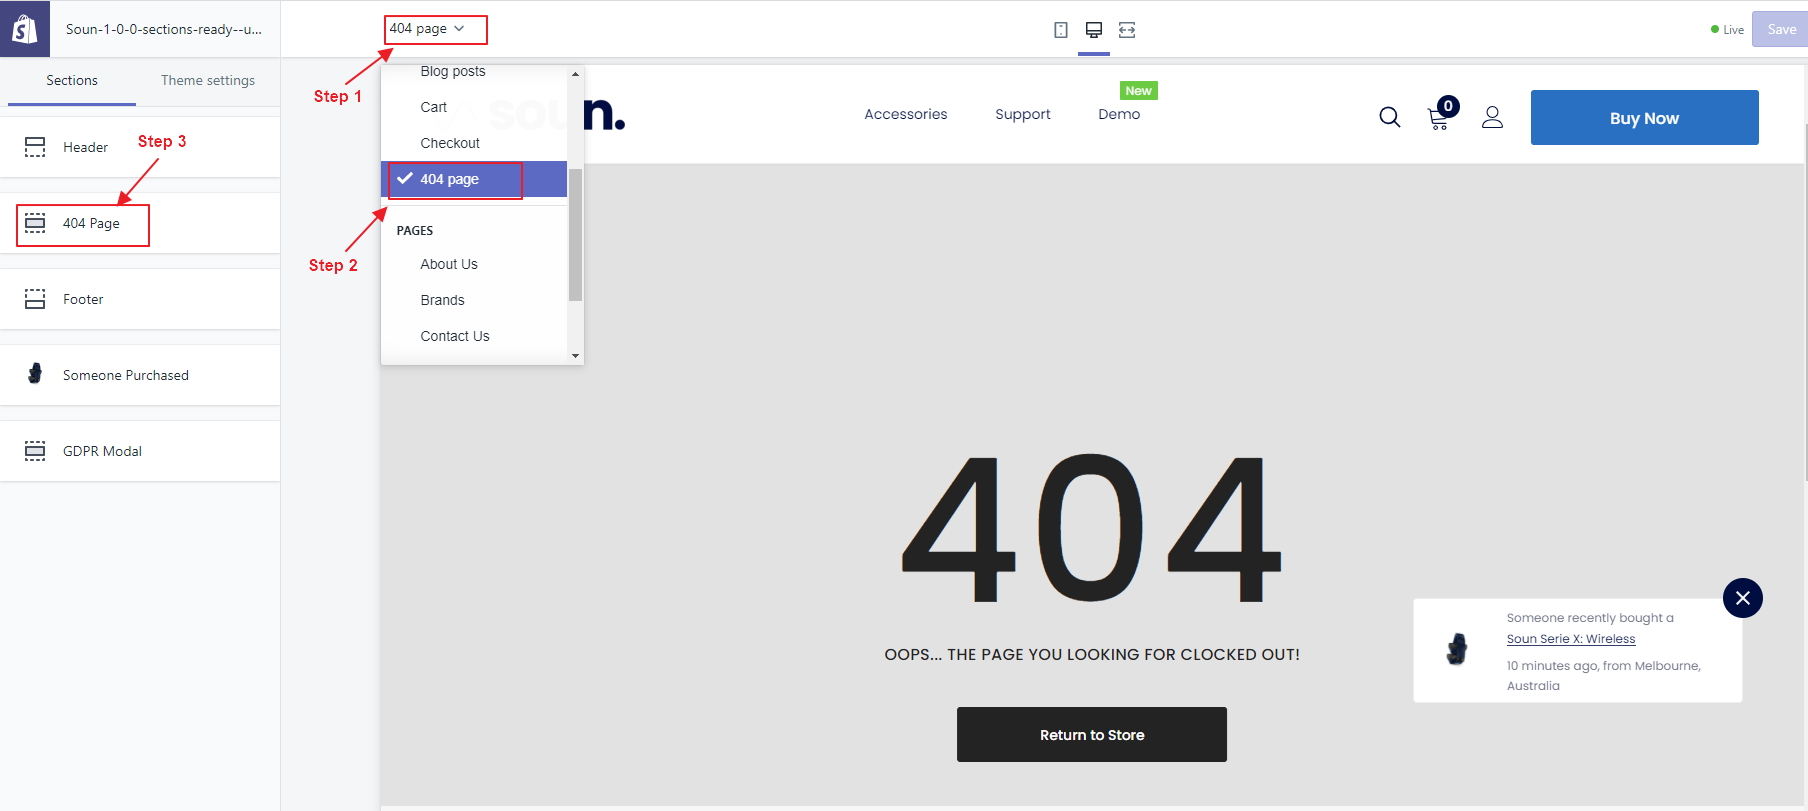 Soun-1-0-0-sections-ready--u...
404 page
Live
Save
Sections
Theme settings
Step 1
Header
Step 3
404 Page
Footer
Someone Purchased
GDPR Modal
Blog posts
Cart
Checkout
404 page
Step 2
PAGES
About Us
Brands
Contact Us
soun.
Accessories
Support
New
Demo
0
Buy Now
404
OOPS... THE PAGE YOU LOOKING FOR CLOCKED OUT!
Return to Store
Someone recently bought a
Soun Serie X: Wireless
10 minutes ago, from Melbourne,
Australia